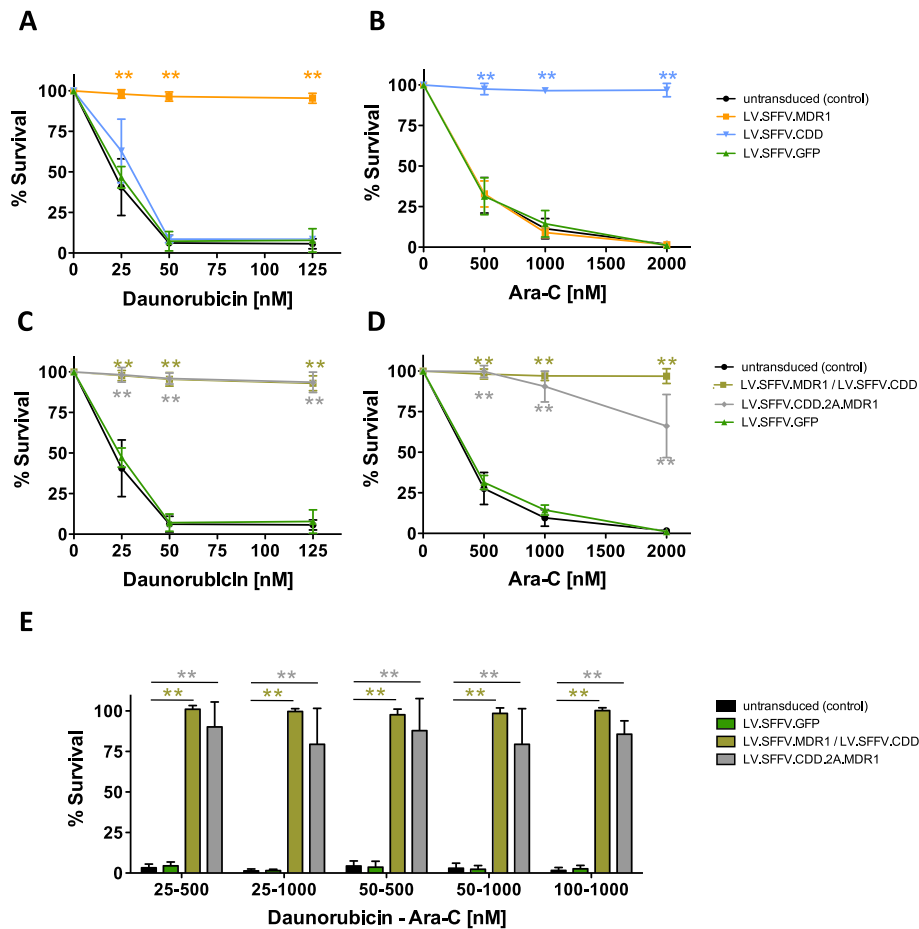 A
% Survival
100
75
50
25
0
** ** **
0 25 50 75 100 125
Daunorubicin [nM]
B
% Survival
100
75
50
25
0
** ** **
0 500 1000 1500 2000
Ara-C [nM]
untransduced (control)
LV.SFFV.MDR1
LV.SFFV.CDD
LV.SFFV.GFP
C
% Survival
100
75
50
25
0
** ** **
** ** **
0 25 50 75 100 125
Daunorubicin [nM]
D
% Survival
100
75
50
25
0
** ** **
** ** **
0 500 1000 1500 2000
Ara-C [nM]
untransduced (control)
LV.SFFV.MDR1 / LV.SFFV.CDD
LV.SFFV.CDD.2A.MDR1
LV.SFFV.GFP
E
% Survival
100
75
50
25
0
** ** ** ** **
** ** ** ** **
25-500 25-1000 50-500 50-1000 100-1000
Daunorubicin - Ara-C [nM]
untransduced (control)
LV.SFFV.GFP
LV.SFFV.MDR1 / LV.SFFV.CDD
LV.SFFV.CDD.2A.MDR1